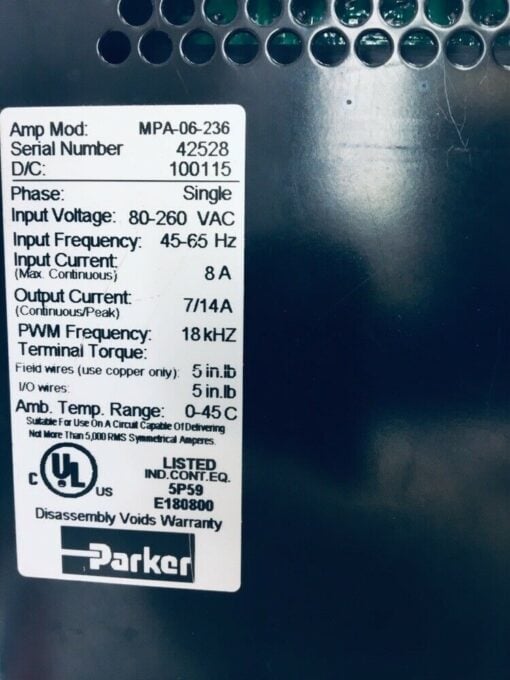 Amp Mod: MPA-06-236
Serial Number 42528
D/C: 100115
Phase: Single
Input Voltage: 80-260 VAC
Input Frequency: 45-65 Hz
Input Current:
(Max. Continuous) 8 A
Output Current:
(Continuous/Peak) 7/14A
PWM Frequency: 18 kHZ
Terminal Torque:
Field wires (use copper only): 5 in.lb
I/O wires: 5 in.lb
Amb. Temp. Range: 0-45 C
Suitable For Use On A Circuit Capable Of Delivering
Not More Than 5,000 RMS Symmetrical Amperes.
C UL US
LISTED
IND.CONT.EQ.
5P59
E180800
Disassembly Voids Warranty
Parker